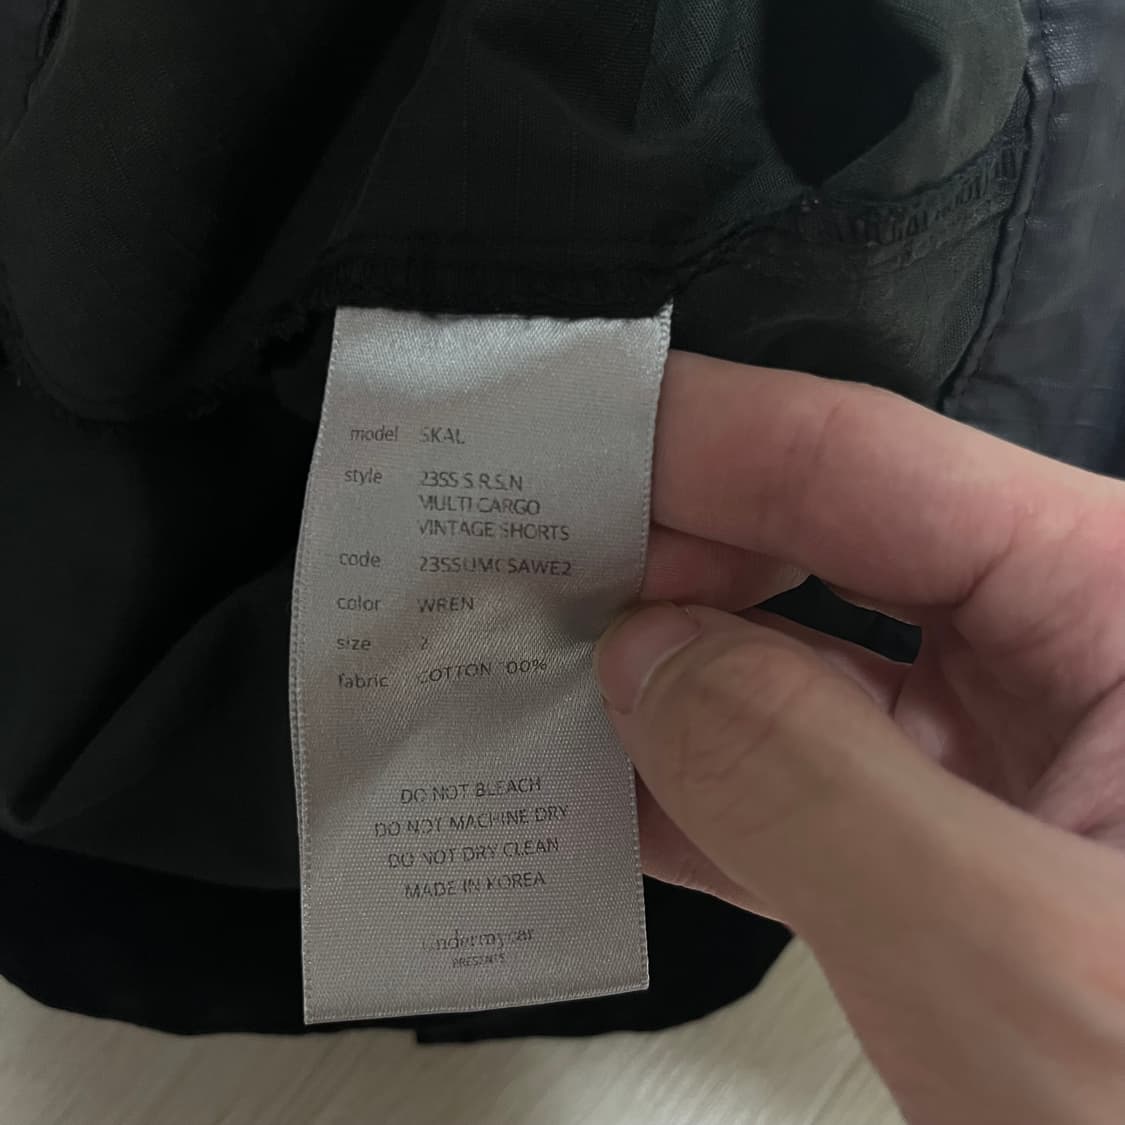 model SKAL
style 23SS S.R.S.N
MULTI CARGO
VINTAGE SHORTS
code
color WREN
size 2
fabric COTTON 100%
DO NOT BLEACH
DO NOT MACHINE DRY
DO NOT DRY CLEAN
MADE IN KOREA
undermycar
PRESENTS